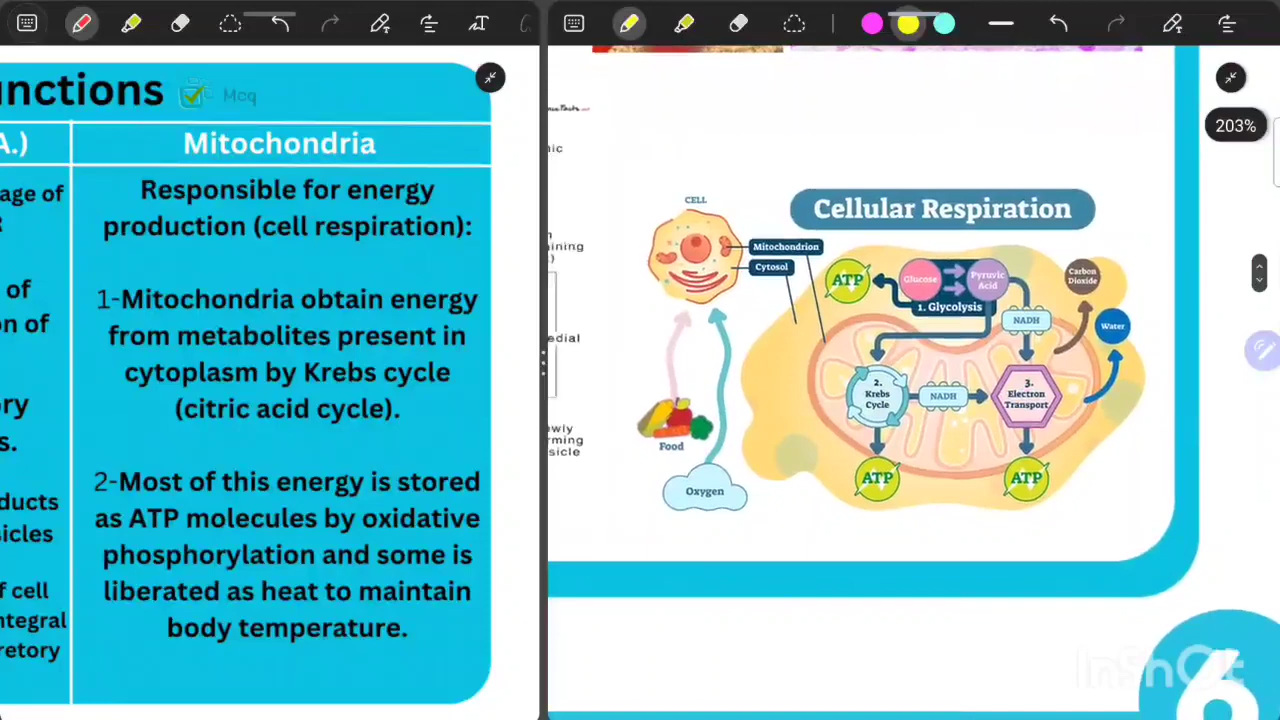 unctions
Mcq
A.)
Mitochondria
age of
Responsible for energy
production (cell respiration):
of
on of
1-Mitochondria obtain energy
from metabolites present in
cytoplasm by Krebs cycle
(citric acid cycle).
ory
s.
ducts
sicles
2-Most of this energy is stored
as ATP molecules by oxidative
phosphorylation and some is
liberated as heat to maintain
body temperature.
f cell
ntegral
retory
203%
nic
ining
)
edial
ewly
rming
sicle
CELL
Cellular Respiration
Mitochondrion
Cytosol
ATP
Glucose
Pyruvic
Acid
1. Glycolysis
Carbon
Dioxide
NADH
Water
2.
Krebs
Cycle
NADH
3.
Electron
Transport
Food
Oxygen
ATP
ATP
6
InShOt